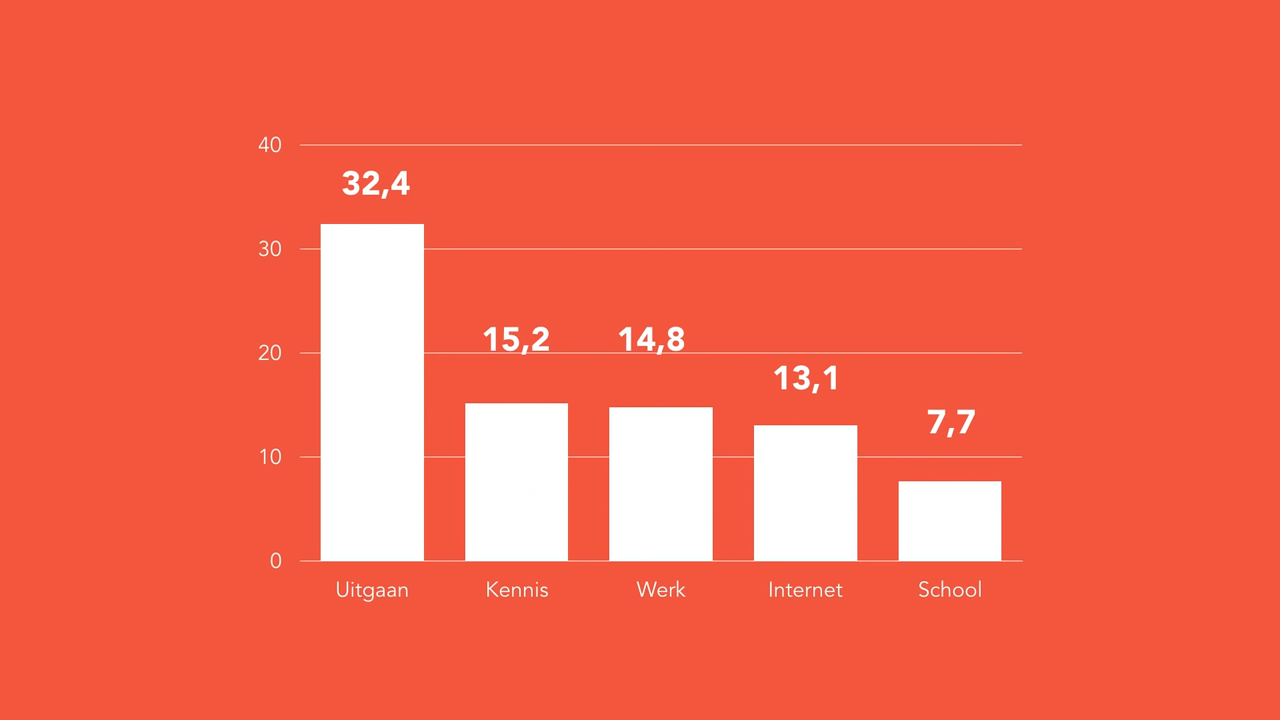 40
32,4
30
15,2
14,8
20
13,1
7,7
10
0
Uitgaan
Kennis
Werk
Internet
School